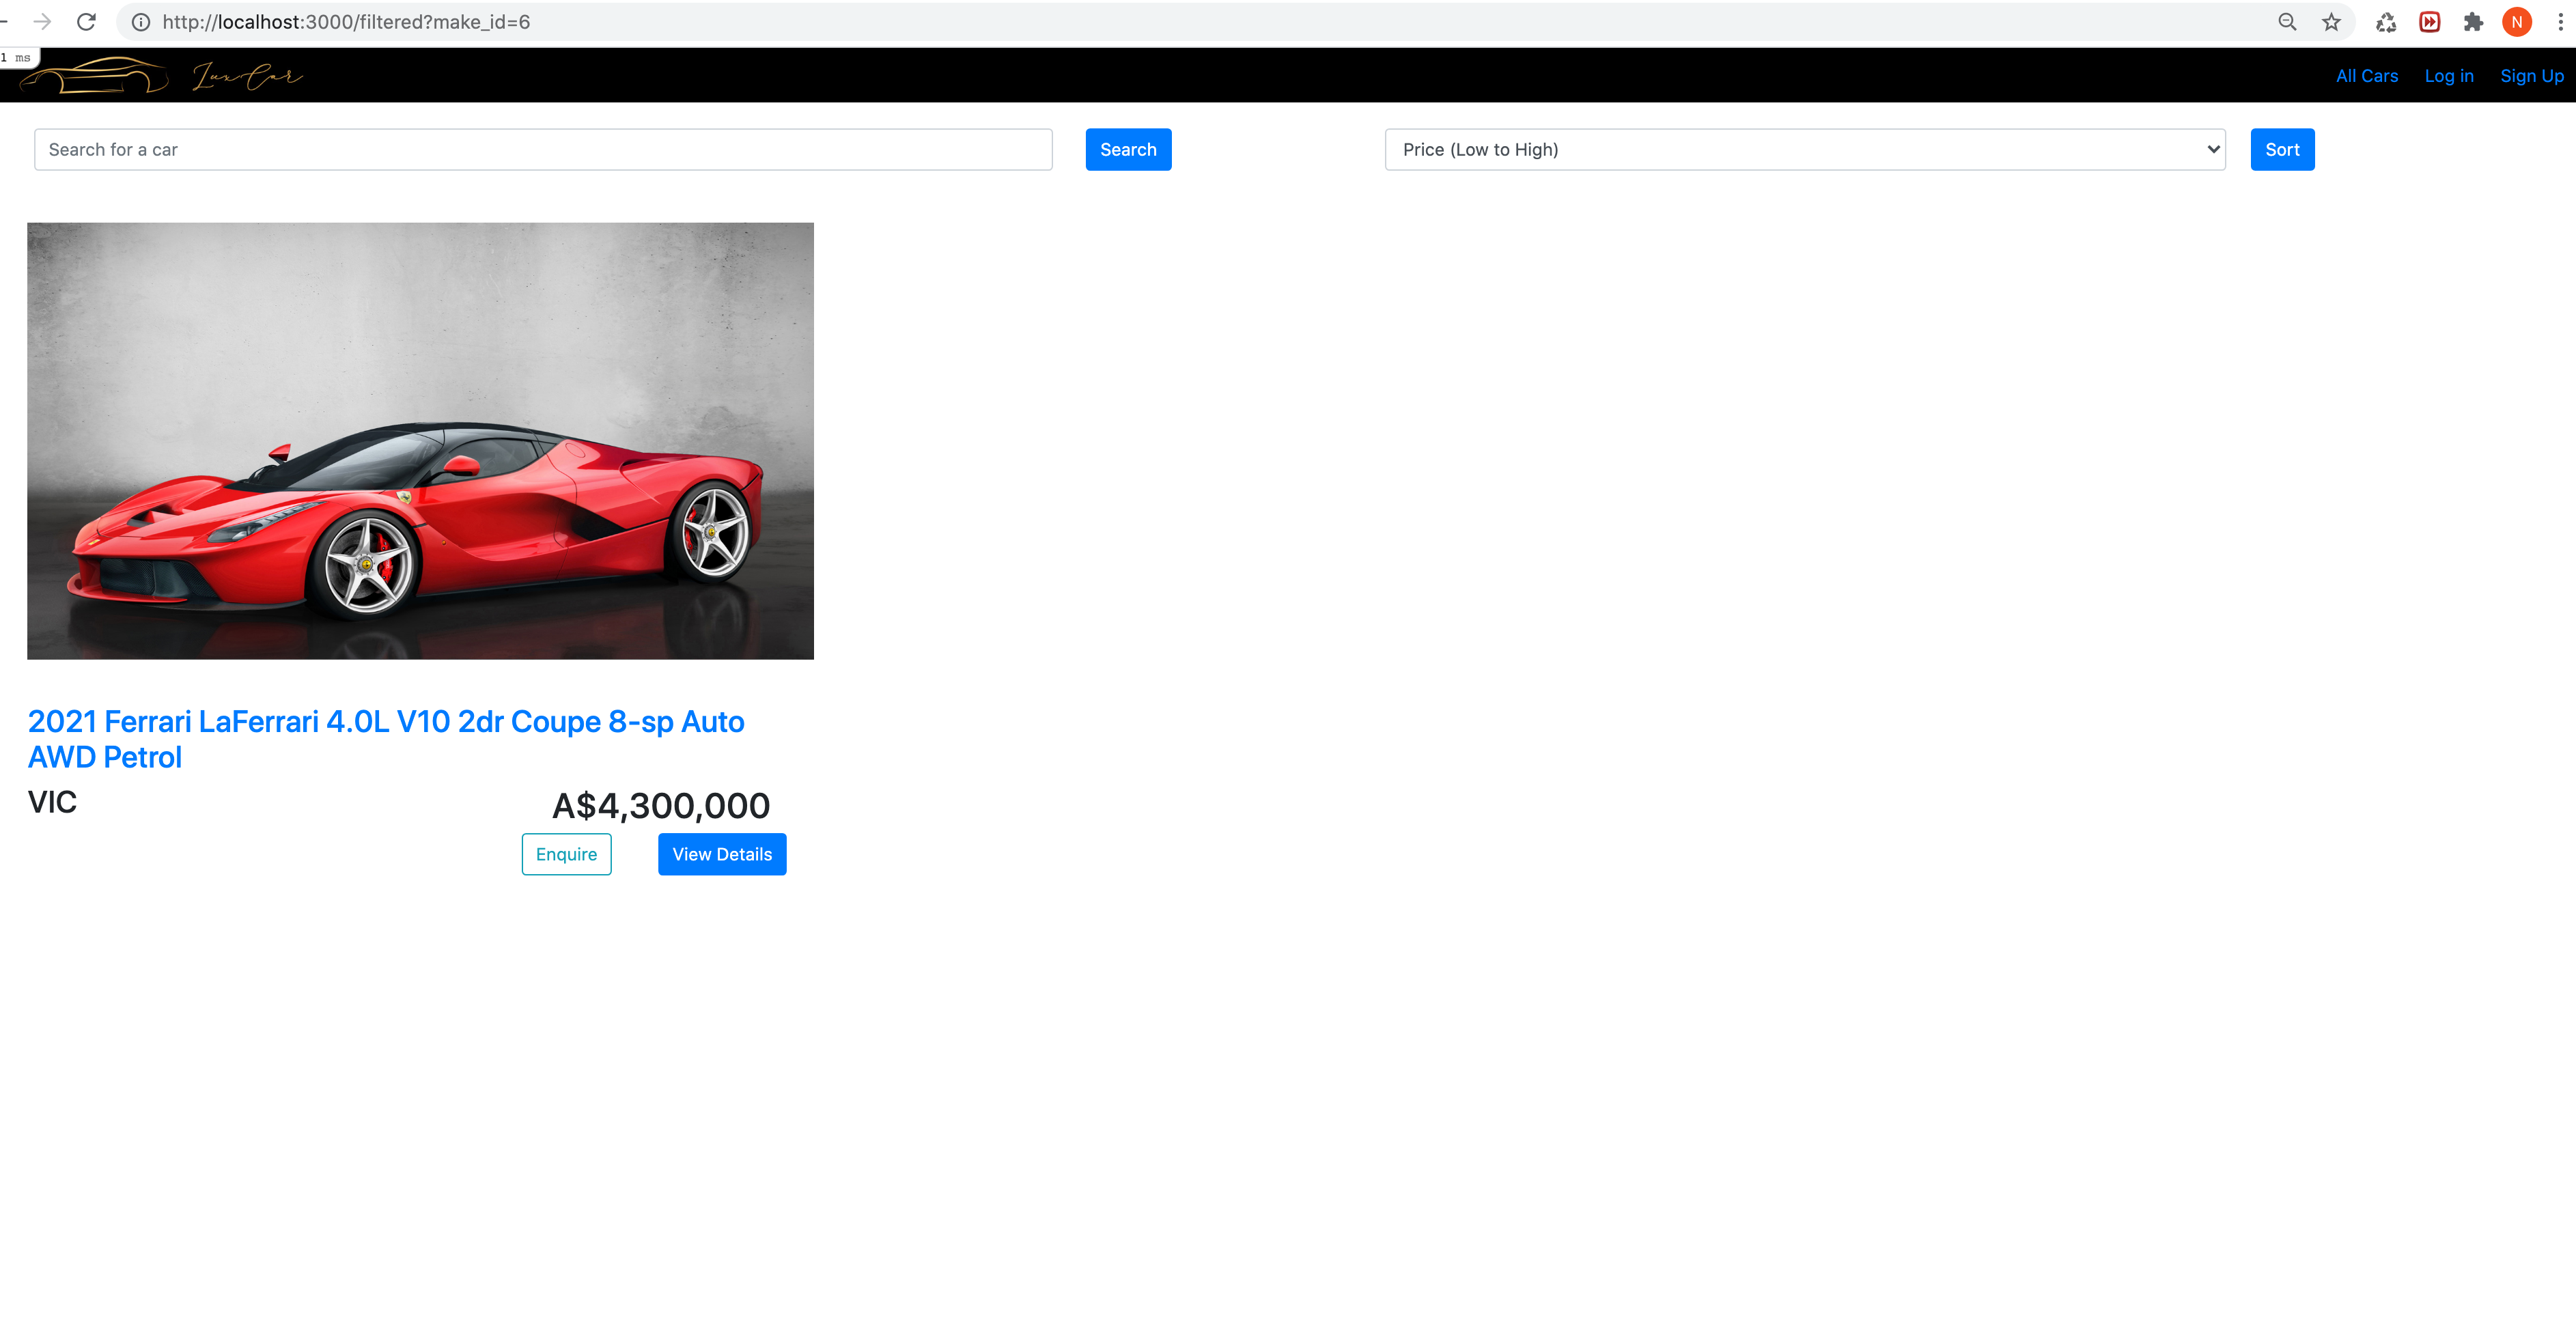 http://localhost:3000/filtered?make_id=6
N
1 ms
LuxCar
All Cars Log in Sign Up
Search for a car Search Price (Low to High) Sort
2021 Ferrari LaFerrari 4.0L V10 2dr Coupe 8-sp Auto
AWD Petrol
VIC A$4,300,000
Enquire View Details